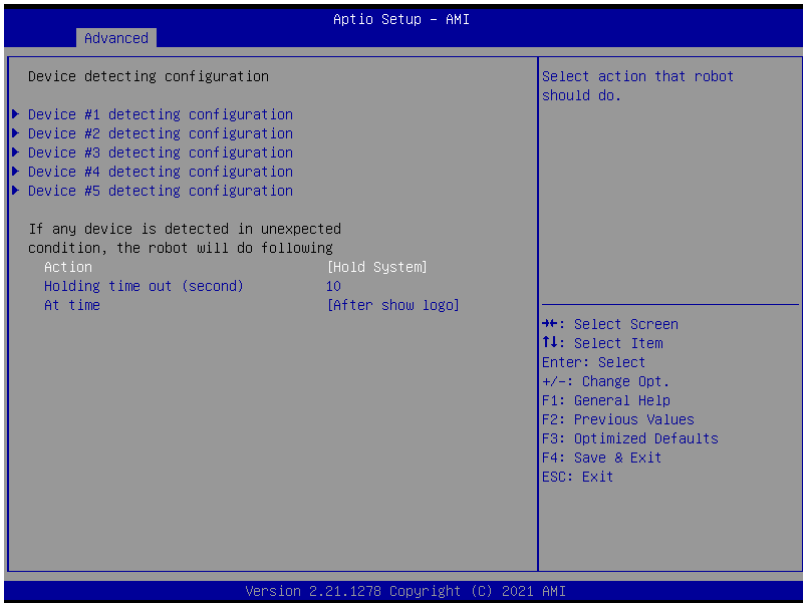 Aptio Setup – AMI
Advanced
Device detecting configuration
Device #1 detecting configuration
Device #2 detecting configuration
Device #3 detecting configuration
Device #4 detecting configuration
Device #5 detecting configuration
If any device is detected in unexpected
condition, the robot will do following
Action [Hold System]
Holding time out (second) 10
At time [After show logo]
Select action that robot
should do.
→←: Select Screen
↑↓: Select Item
Enter: Select
+/-: Change Opt.
F1: General Help
F2: Previous Values
F3: Optimized Defaults
F4: Save & Exit
ESC: Exit
Version 2.21.1278 Copyright (C) 2021 AMI